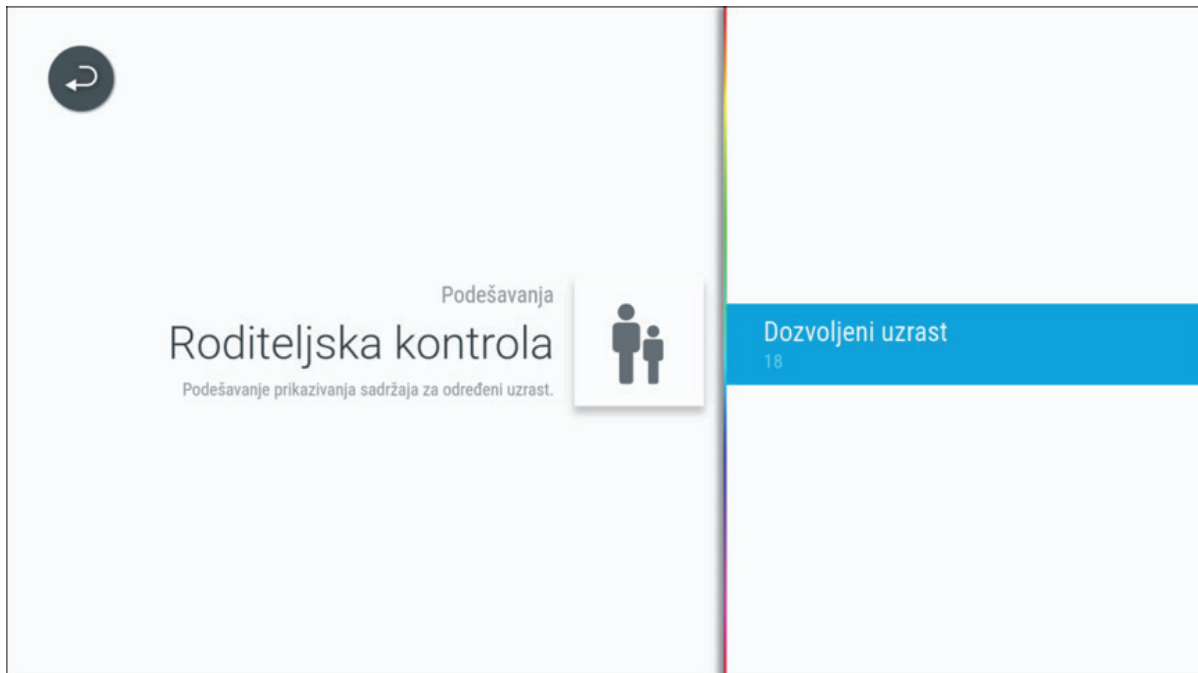 Podešavanja
Roditeljska kontrola
Podešavanje prikazivanja sadržaja za određeni uzrast.
Dozvoljeni uzrast
18